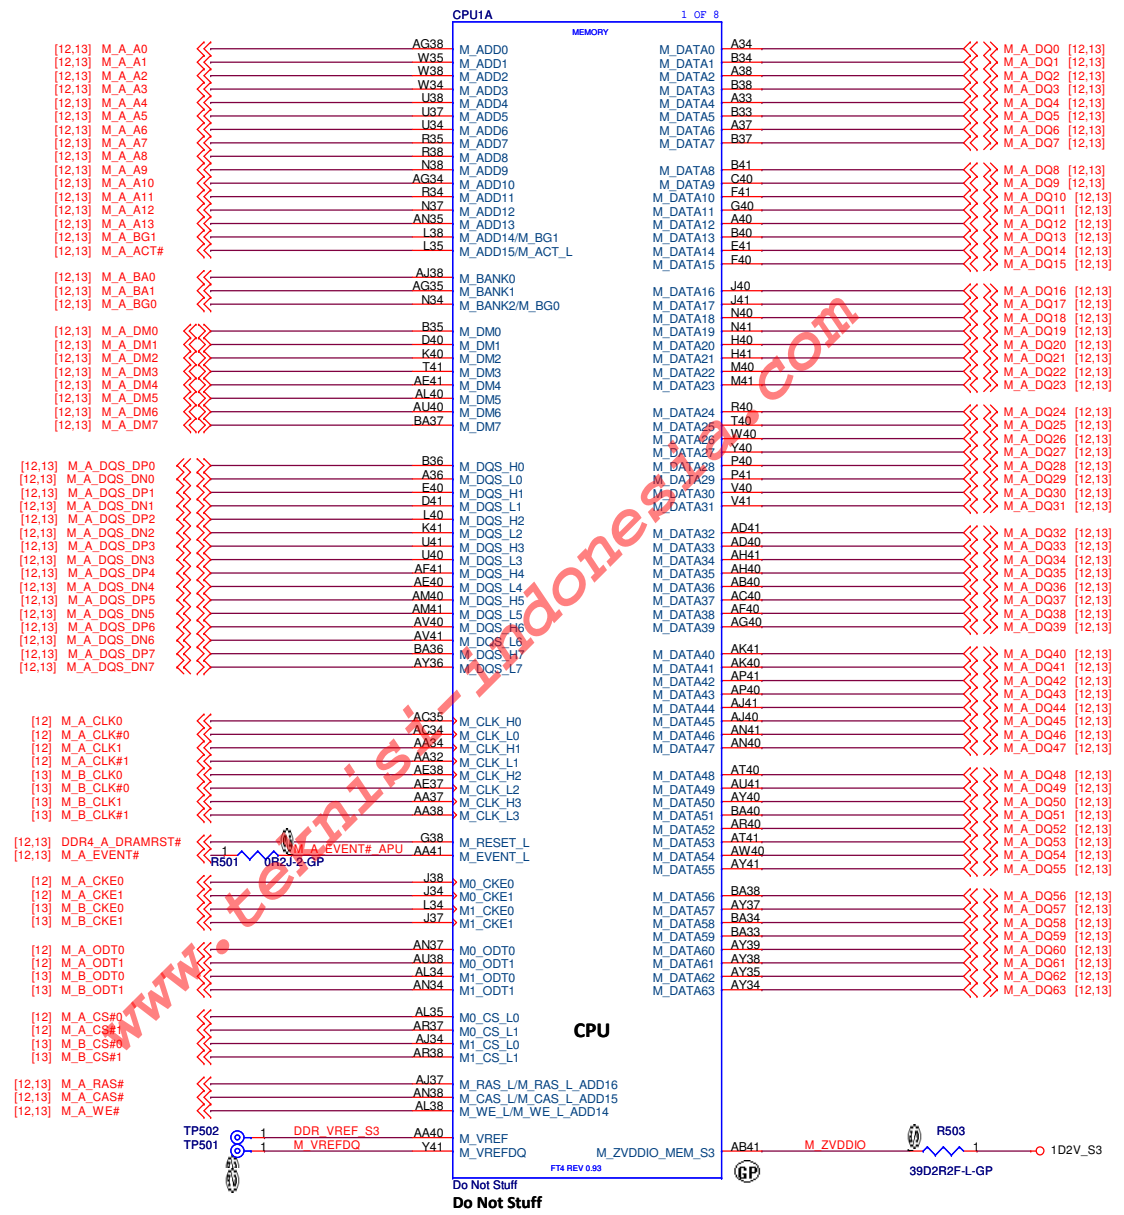 CPU1A 1 OF 8
MEMORY
[12,13] M_A_A0 AG38 M_ADD0 M_DATA0 A34 M_A_DQ0 [12,13]
[12,13] M_A_A1 W35 M_ADD1 M_DATA1 B34 M_A_DQ1 [12,13]
[12,13] M_A_A2 W38 M_ADD2 M_DATA2 A38 M_A_DQ2 [12,13]
[12,13] M_A_A3 W34 M_ADD3 M_DATA3 B38 M_A_DQ3 [12,13]
[12,13] M_A_A4 U38 M_ADD4 M_DATA4 A33 M_A_DQ4 [12,13]
[12,13] M_A_A5 U37 M_ADD5 M_DATA5 B33 M_A_DQ5 [12,13]
[12,13] M_A_A6 U34 M_ADD6 M_DATA6 A37 M_A_DQ6 [12,13]
[12,13] M_A_A7 R35 M_ADD7 M_DATA7 B37 M_A_DQ7 [12,13]
[12,13] M_A_A8 R38 M_ADD8
[12,13] M_A_A9 N38 M_ADD9 M_DATA8 B41 M_A_DQ8 [12,13]
[12,13] M_A_A10 AG34 M_ADD10 M_DATA9 C40 M_A_DQ9 [12,13]
[12,13] M_A_A11 R34 M_ADD11 M_DATA10 F41 M_A_DQ10 [12,13]
[12,13] M_A_A12 N37 M_ADD12 M_DATA11 G40 M_A_DQ11 [12,13]
[12,13] M_A_A13 AN35 M_ADD13 M_DATA12 A40 M_A_DQ12 [12,13]
[12,13] M_A_BG1 L38 M_ADD14/M_BG1 M_DATA13 B40 M_A_DQ13 [12,13]
[12,13] M_A_ACT# L35 M_ADD15/M_ACT_L M_DATA14 E41 M_A_DQ14 [12,13]
M_DATA15 F40 M_A_DQ15 [12,13]
[12,13] M_A_BA0 AJ38 M_BANK0
[12,13] M_A_BA1 AG35 M_BANK1 M_DATA16 J40 M_A_DQ16 [12,13]
[12,13] M_A_BG0 N34 M_BANK2/M_BG0 M_DATA17 J41 M_A_DQ17 [12,13]
M_DATA18 N40 M_A_DQ18 [12,13]
[12,13] M_A_DM0 B35 M_DM0 M_DATA19 N41 M_A_DQ19 [12,13]
[12,13] M_A_DM1 D40 M_DM1 M_DATA20 H40 M_A_DQ20 [12,13]
[12,13] M_A_DM2 K40 M_DM2 M_DATA21 H41 M_A_DQ21 [12,13]
[12,13] M_A_DM3 T41 M_DM3 M_DATA22 M40 M_A_DQ22 [12,13]
[12,13] M_A_DM4 AE41 M_DM4 M_DATA23 M41 M_A_DQ23 [12,13]
[12,13] M_A_DM5 AL40 M_DM5
[12,13] M_A_DM6 AU40 M_DM6 M_DATA24 R40 M_A_DQ24 [12,13]
[12,13] M_A_DM7 BA37 M_DM7 M_DATA25 T40 M_A_DQ25 [12,13]
M_DATA26 W40 M_A_DQ26 [12,13]
M_DATA27 Y40 M_A_DQ27 [12,13]
[12,13] M_A_DQS_DP0 B36 M_DQS_H0 M_DATA28 P40 M_A_DQ28 [12,13]
[12,13] M_A_DQS_DN0 A36 M_DQS_L0 M_DATA29 P41 M_A_DQ29 [12,13]
[12,13] M_A_DQS_DP1 E40 M_DQS_H1 M_DATA30 V40 M_A_DQ30 [12,13]
[12,13] M_A_DQS_DN1 D41 M_DQS_L1 M_DATA31 V41 M_A_DQ31 [12,13]
[12,13] M_A_DQS_DP2 L40 M_DQS_H2
[12,13] M_A_DQS_DN2 K41 M_DQS_L2 M_DATA32 AD41 M_A_DQ32 [12,13]
[12,13] M_A_DQS_DP3 U41 M_DQS_H3 M_DATA33 AD40 M_A_DQ33 [12,13]
[12,13] M_A_DQS_DN3 U40 M_DQS_L3 M_DATA34 AH41 M_A_DQ34 [12,13]
[12,13] M_A_DQS_DP4 AF41 M_DQS_H4 M_DATA35 AH40 M_A_DQ35 [12,13]
[12,13] M_A_DQS_DN4 AE40 M_DQS_L4 M_DATA36 AB40 M_A_DQ36 [12,13]
[12,13] M_A_DQS_DP5 AM40 M_DQS_H5 M_DATA37 AC40 M_A_DQ37 [12,13]
[12,13] M_A_DQS_DN5 AM41 M_DQS_L5 M_DATA38 AF40 M_A_DQ38 [12,13]
[12,13] M_A_DQS_DP6 AV40 M_DQS_H6 M_DATA39 AG40 M_A_DQ39 [12,13]
[12,13] M_A_DQS_DN6 AV41 M_DQS_L6
[12,13] M_A_DQS_DP7 BA36 M_DQS_H7 M_DATA40 AK41 M_A_DQ40 [12,13]
[12,13] M_A_DQS_DN7 AY36 M_DQS_L7 M_DATA41 AK40 M_A_DQ41 [12,13]
M_DATA42 AP41 M_A_DQ42 [12,13]
M_DATA43 AP40 M_A_DQ43 [12,13]
M_DATA44 AJ41 M_A_DQ44 [12,13]
[12] M_A_CLK0 AC35 M_CLK_H0 M_DATA45 AJ40 M_A_DQ45 [12,13]
[12] M_A_CLK#0 AC34 M_CLK_L0 M_DATA46 AN41 M_A_DQ46 [12,13]
[12] M_A_CLK1 AA34 M_CLK_H1 M_DATA47 AN40 M_A_DQ47 [12,13]
[12] M_A_CLK#1 AA32 M_CLK_L1
[13] M_B_CLK0 AE38 M_CLK_H2 M_DATA48 AT40 M_A_DQ48 [12,13]
[13] M_B_CLK#0 AE37 M_CLK_L2 M_DATA49 AU41 M_A_DQ49 [12,13]
[13] M_B_CLK1 AA37 M_CLK_H3 M_DATA50 AY40 M_A_DQ50 [12,13]
[13] M_B_CLK#1 AA38 M_CLK_L3 M_DATA51 BA40 M_A_DQ51 [12,13]
M_DATA52 AR40 M_A_DQ52 [12,13]
[12,13] DDR4_A_DRAMRST# G38 M_RESET_L M_DATA53 AT41 M_A_DQ53 [12,13]
[12,13] M_A_EVENT# 1 M_A_EVENT#_APU AA41 M_EVENT_L M_DATA54 AW40 M_A_DQ54 [12,13]
R501 0R2J-2-GP M_DATA55 AY41 M_A_DQ55 [12,13]
[12] M_A_CKE0 J38 M0_CKE0
[12] M_A_CKE1 J34 M0_CKE1 M_DATA56 BA38 M_A_DQ56 [12,13]
[13] M_B_CKE0 L34 M1_CKE0 M_DATA57 AY37 M_A_DQ57 [12,13]
[13] M_B_CKE1 J37 M1_CKE1 M_DATA58 BA34 M_A_DQ58 [12,13]
M_DATA59 BA33 M_A_DQ59 [12,13]
[12] M_A_ODT0 AN37 M0_ODT0 M_DATA60 AY39 M_A_DQ60 [12,13]
[12] M_A_ODT1 AU38 M0_ODT1 M_DATA61 AY38 M_A_DQ61 [12,13]
[13] M_B_ODT0 AL34 M1_ODT0 M_DATA62 AY35 M_A_DQ62 [12,13]
[13] M_B_ODT1 AN34 M1_ODT1 M_DATA63 AY34 M_A_DQ63 [12,13]
[12] M_A_CS#0 AL35 M0_CS_L0
[12] M_A_CS#1 AR37 M0_CS_L1 CPU
[13] M_B_CS#0 AJ34 M1_CS_L0
[13] M_B_CS#1 AR38 M1_CS_L1
[12,13] M_A_RAS# AJ37 M_RAS_L/M_RAS_L_ADD16
[12,13] M_A_CAS# AN38 M_CAS_L/M_CAS_L_ADD15
[12,13] M_A_WE# AL38 M_WE_L/M_WE_L_ADD14
TP502 1 DDR_VREF_S3 AA40 M_VREF R503
TP501 1 M_VREFDQ Y41 M_VREFDQ M_ZVDDIO_MEM_S3 AB41 M_ZVDDIO 1 1D2V_S3
FT4 REV 0.93 GP 39D2R2F-L-GP
Do Not Stuff
Do Not Stuff
www.teknisi-indonesia.com